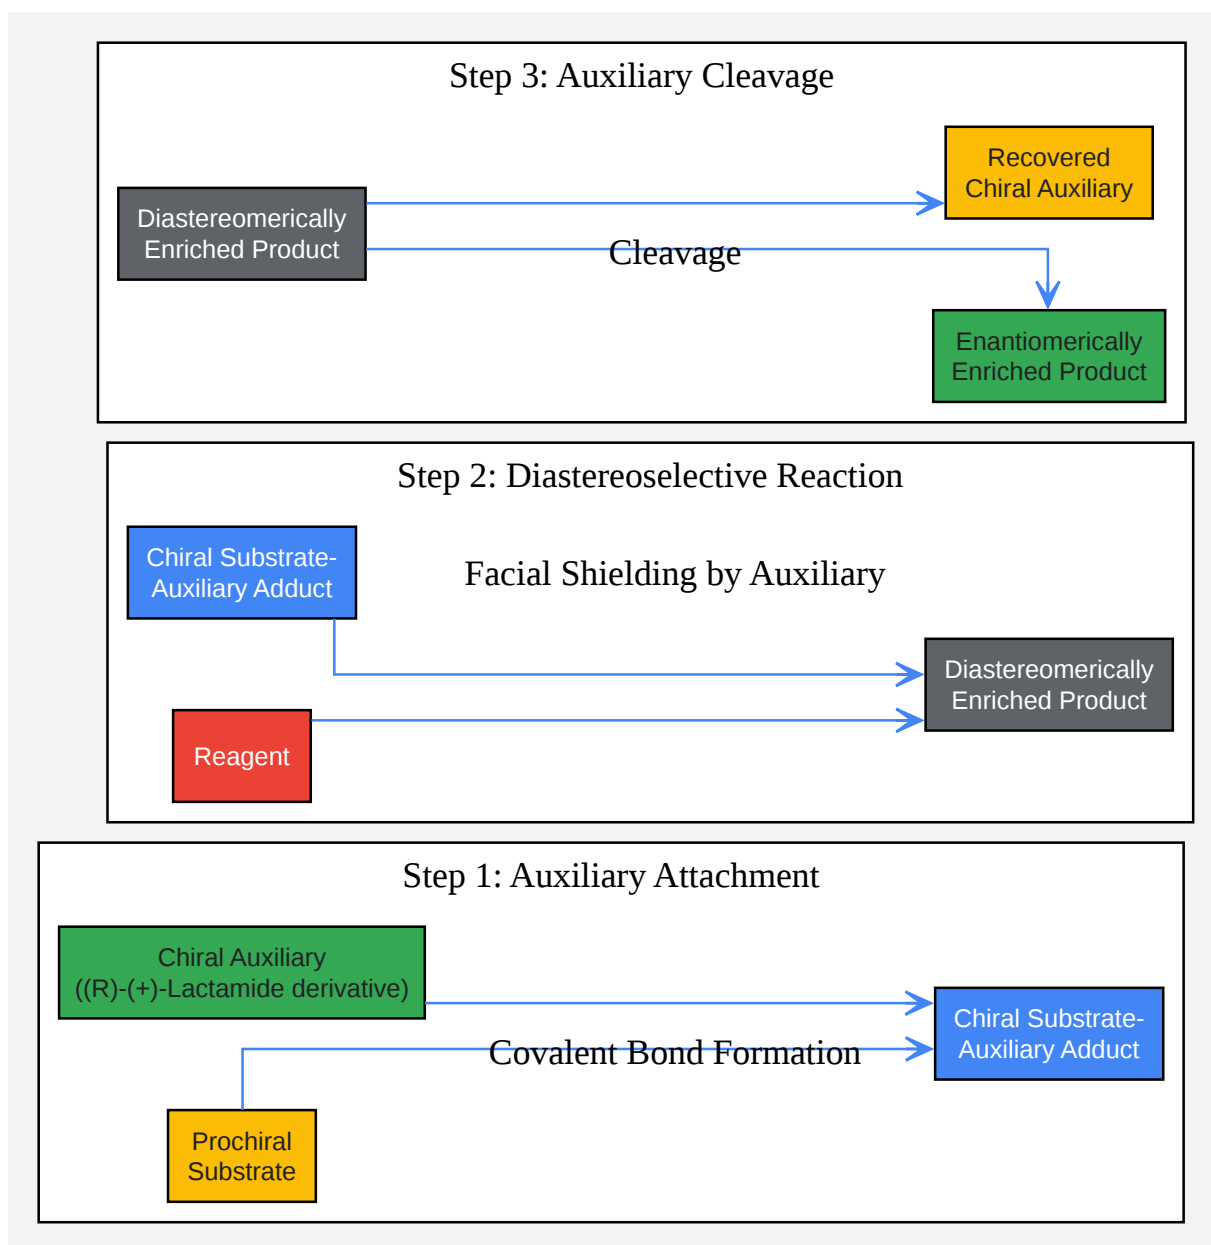 Step 3: Auxiliary Cleavage
Recovered
Chiral Auxiliary
Diastereomerically
Enriched Product
Cleavage
Enantiomerically
Enriched Product
Step 2: Diastereoselective Reaction
Chiral Substrate-
Auxiliary Adduct
Facial Shielding by Auxiliary
Diastereomerically
Enriched Product
Reagent
Step 1: Auxiliary Attachment
Chiral Auxiliary
((R)-(+)-Lactamide derivative)
Chiral Substrate-
Auxiliary Adduct
Covalent Bond Formation
Prochiral
Substrate